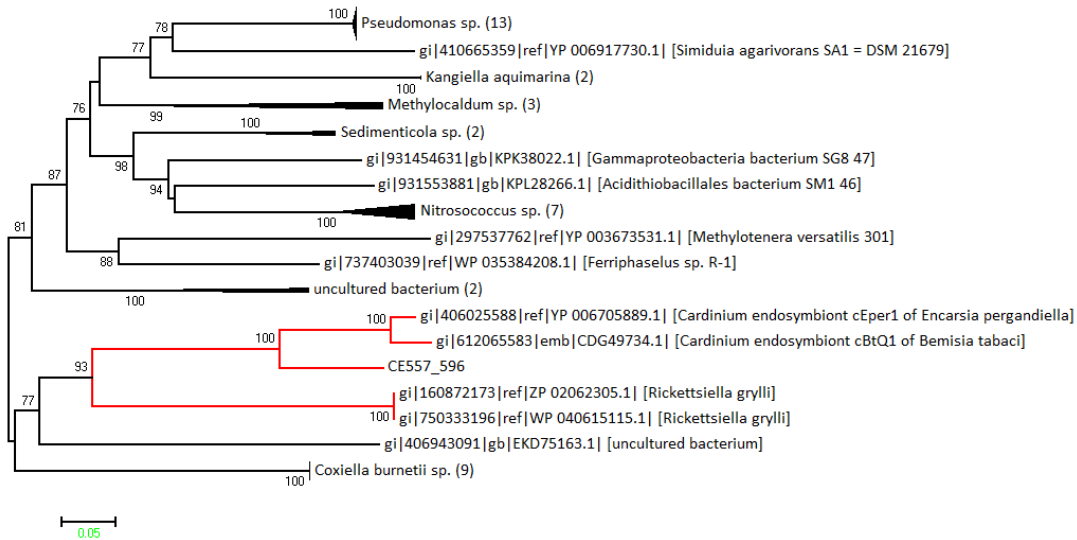 100 Pseudomonas sp. (13)
78
gi|410665359|ref|YP 006917730.1| [Simiduia agarivorans SA1 = DSM 21679]
77
Kangiella aquimarina (2)
100
Methylocaldum sp. (3)
76
99
100
Sedimenticola sp. (2)
gi|931454631|gb|KPK38022.1| [Gammaproteobacteria bacterium SG8 47]
98
87
gi|931553881|gb|KPL28266.1| [Acidithiobacillales bacterium SM1 46]
94
Nitrosococcus sp. (7)
100
81
gi|297537762|ref|YP 003673531.1| [Methylotenera versatilis 301]
88
gi|737403039|ref|WP 035384208.1| [Ferriphaselus sp. R-1]
uncultured bacterium (2)
100
gi|406025588|ref|YP 006705889.1| [Cardinium endosymbiont cEper1 of Encarsia pergandiella]
100
100
gi|612065583|emb|CDG49734.1| [Cardinium endosymbiont cBtQ1 of Bemisia tabaci]
93
CE557_596
gi|160872173|ref|ZP 02062305.1| [Rickettsiella grylli]
77
100
gi|750333196|ref|WP 040615115.1| [Rickettsiella grylli]
gi|406943091|gb|EKD75163.1| [uncultured bacterium]
Coxiella burnetii sp. (9)
100
0.05